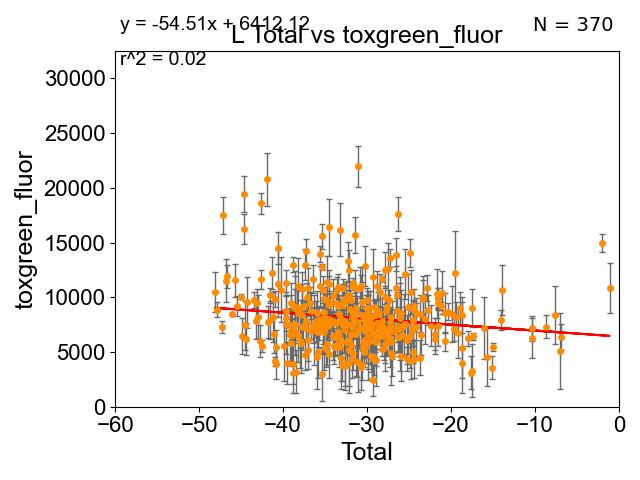 y = -54.51x + 6412.12
N = 370
L Total vs toxgreen_fluor
r^2 = 0.02
toxgreen_fluor
30000
25000
20000
15000
10000
5000
0
−60
−50
−40
−30
−20
−10
0
Total